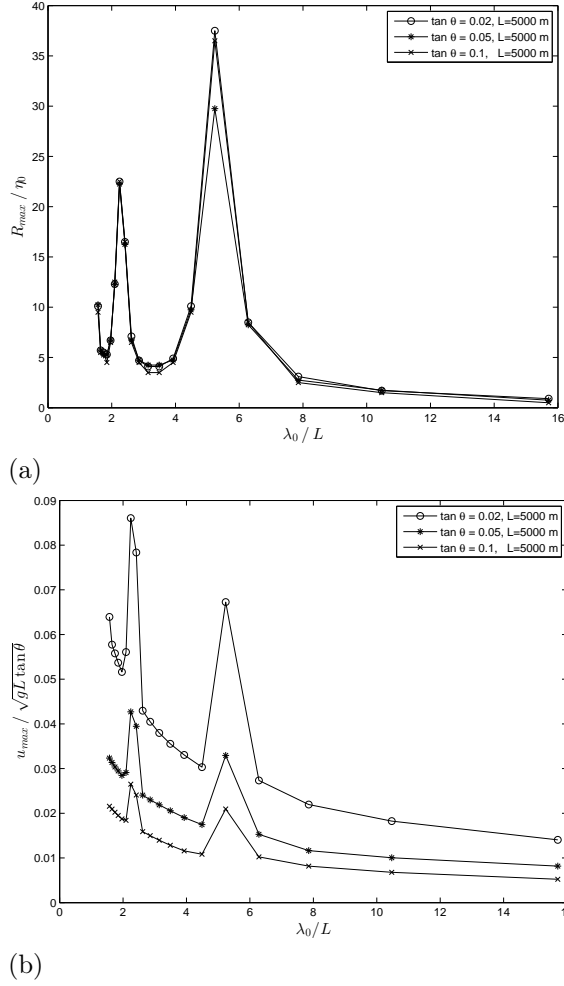 40
35
30
25
20
15
10
5
0
R_max / η_0
0 2 4 6 8 10 12 14 16
λ_0 / L
tan θ = 0.02, L=5000 m
tan θ = 0.05, L=5000 m
tan θ = 0.1, L=5000 m
(a)
0.09
0.08
0.07
0.06
0.05
0.04
0.03
0.02
0.01
0
u_max / √gL tan θ
0 2 4 6 8 10 12 14 16
λ_0/L
tan θ = 0.02, L=5000 m
tan θ = 0.05, L=5000 m
tan θ = 0.1, L=5000 m
(b)